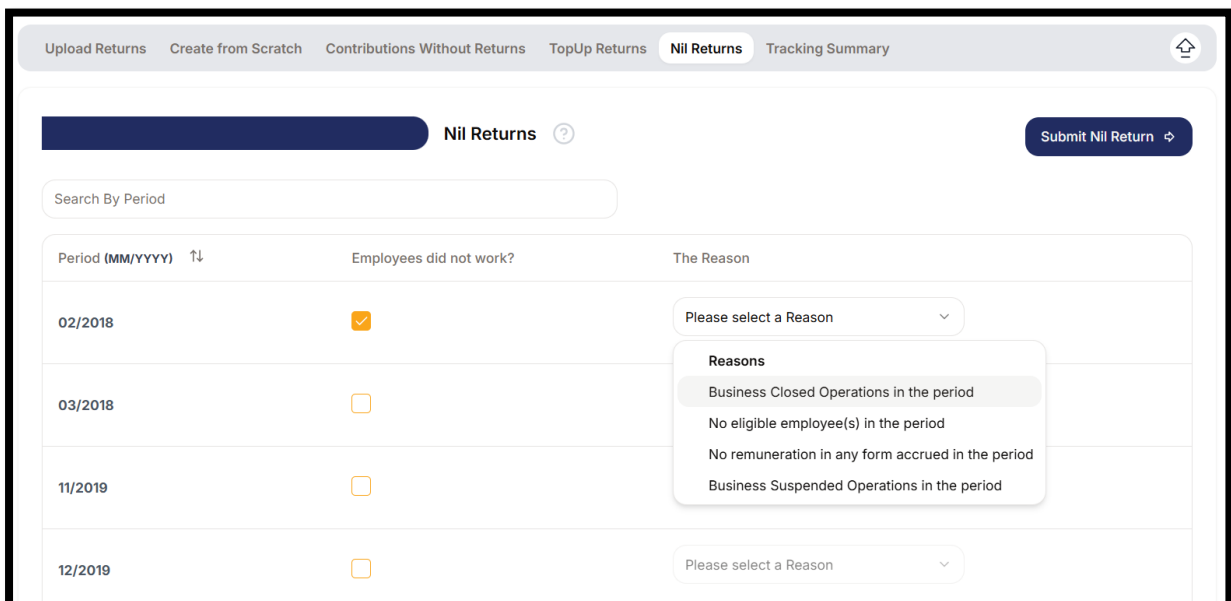 Upload Returns Create from Scratch Contributions Without Returns TopUp Returns Nil Returns Tracking Summary
Nil Returns ? Submit Nil Return
Search By Period
Period (MM/YYYY) Employees did not work? The Reason
02/2018 Please select a Reason
Reasons
Business Closed Operations in the period
03/2018
No eligible employee(s) in the period
No remuneration in any form accrued in the period
11/2019
Business Suspended Operations in the period
12/2019 Please select a Reason